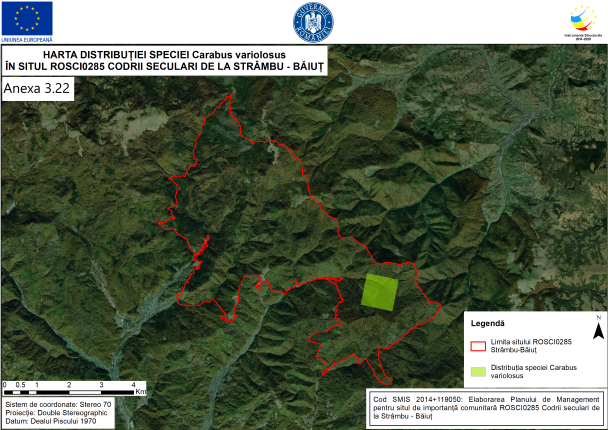 UNIUNEA EUROPEANĂ
GUVERNUL ROMÂNIEI
Instrumente Structurale
2014-2020
HARTA DISTRIBUȚIEI SPECIEI Carabus variolosus
ÎN SITUL ROSCI0285 CODRII SECULARI DE LA STRÂMBU - BĂIUȚ
Anexa 3.22
N
Legendă
Limita sitului ROSCI0285
Strâmbu-Băiuț
Distribuția speciei Carabus
variolosus
0 0.5 1 2 3 4
Km
Sistem de coordonate: Stereo 70
Proiecție: Double Stereographic
Datum: Dealul Piscului 1970
Cod SMIS 2014+119050: Elaborarea Planului de Management
pentru situl de importanță comunitară ROSCI0285 Codrii seculari de
la Strâmbu - Băiuț